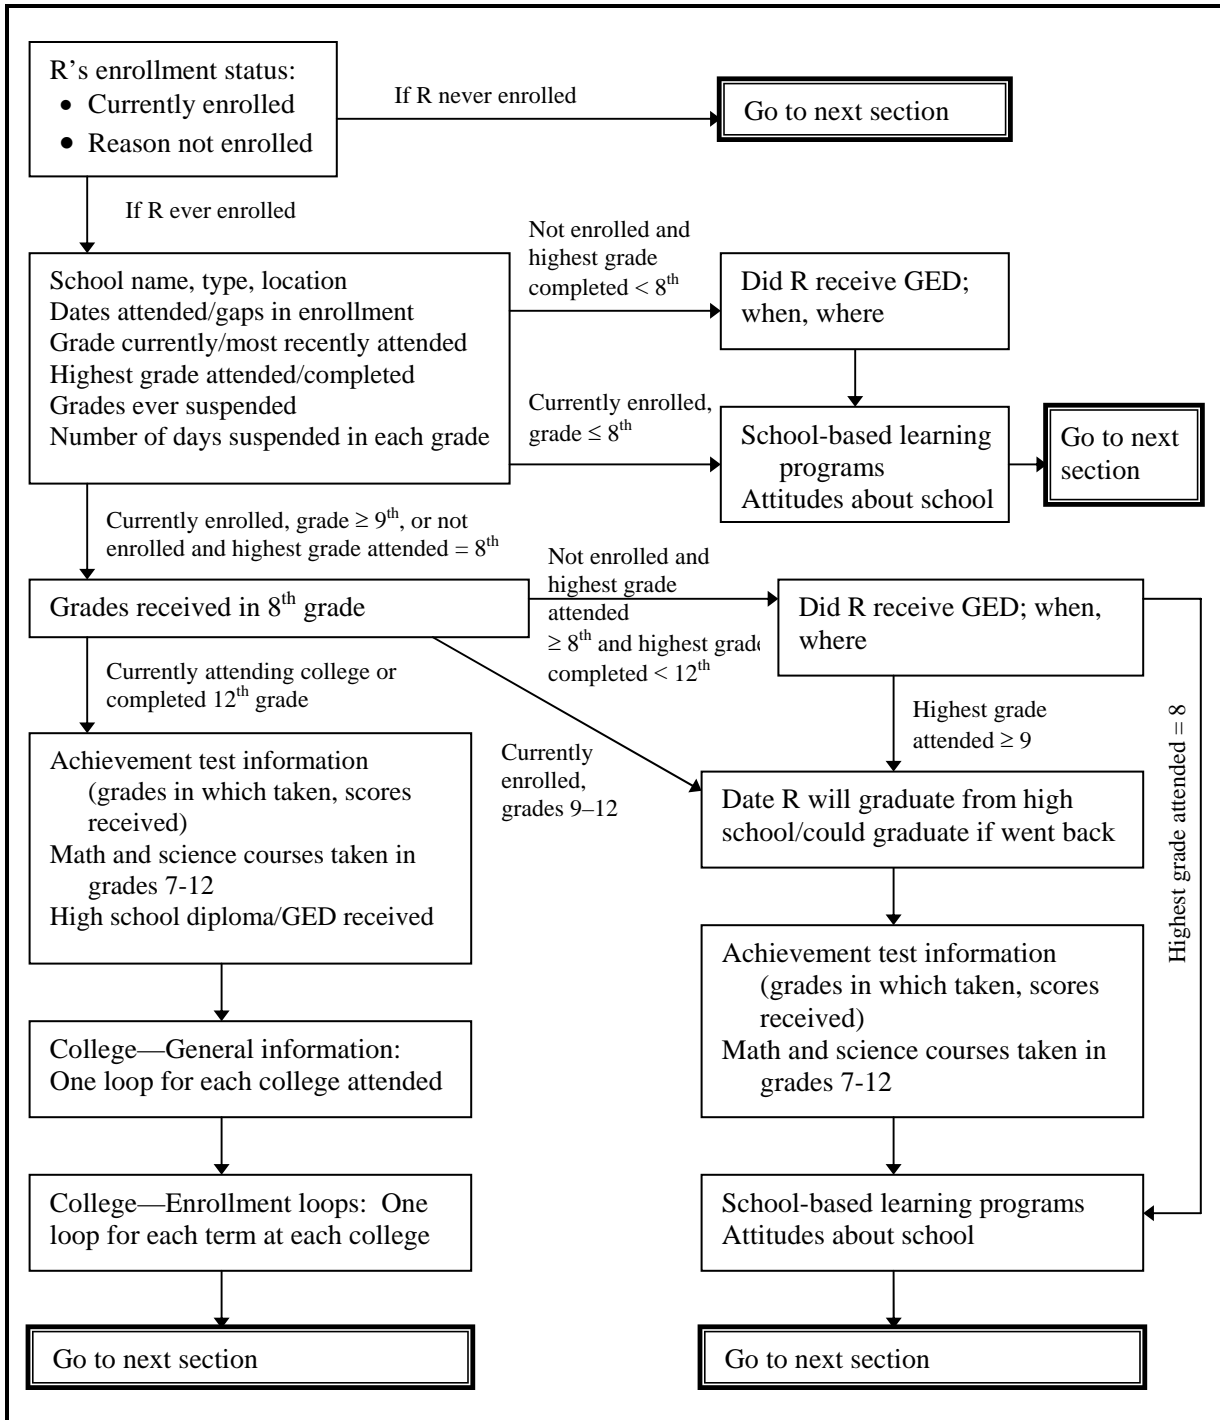 R’s enrollment status:
• Currently enrolled
• Reason not enrolled
If R never enrolled
Go to next section
If R ever enrolled
School name, type, location
Dates attended/gaps in enrollment
Grade currently/most recently attended
Highest grade attended/completed
Grades ever suspended
Number of days suspended in each grade
Not enrolled and
highest grade
completed < 8th
Did R receive GED;
when, where
Currently enrolled,
grade ≤ 8th
School-based learning
programs
Attitudes about school
Go to next
section
Currently enrolled, grade ≥ 9th, or not
enrolled and highest grade attended = 8th
Grades received in 8th grade
Not enrolled and
highest grade
attended
≥ 8th and highest grade
completed < 12th
Did R receive GED; when,
where
Currently attending college or
completed 12th grade
Currently
enrolled,
grades 9–12
Highest grade
attended ≥ 9
Highest grade attended = 8
Achievement test information
(grades in which taken, scores
received)
Math and science courses taken in
grades 7-12
High school diploma/GED received
Date R will graduate from high
school/could graduate if went back
Achievement test information
(grades in which taken, scores
received)
Math and science courses taken in
grades 7-12
College—General information:
One loop for each college attended
College—Enrollment loops:  One
loop for each term at each college
School-based learning programs
Attitudes about school
Go to next section
Go to next section